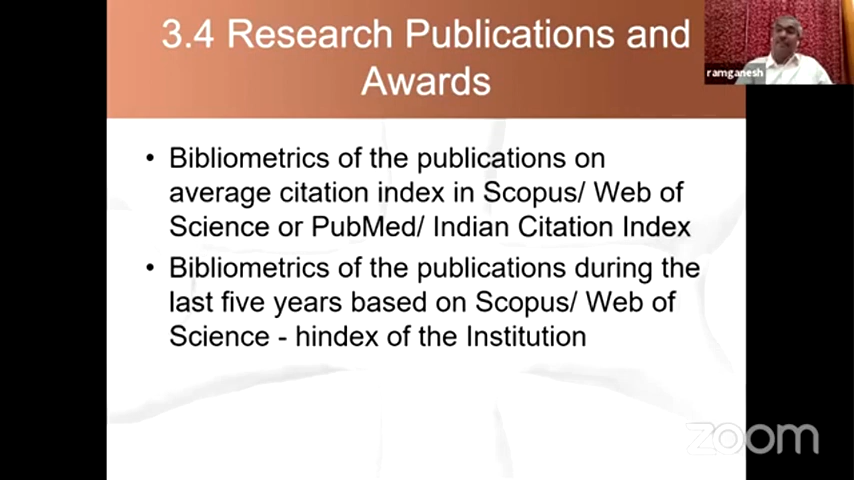 3.4 Research Publications and
Awards
ramganesh
• Bibliometrics of the publications on
average citation index in Scopus/ Web of
Science or PubMed/ Indian Citation Index
• Bibliometrics of the publications during the
last five years based on Scopus/ Web of
Science - hindex of the Institution
zoom